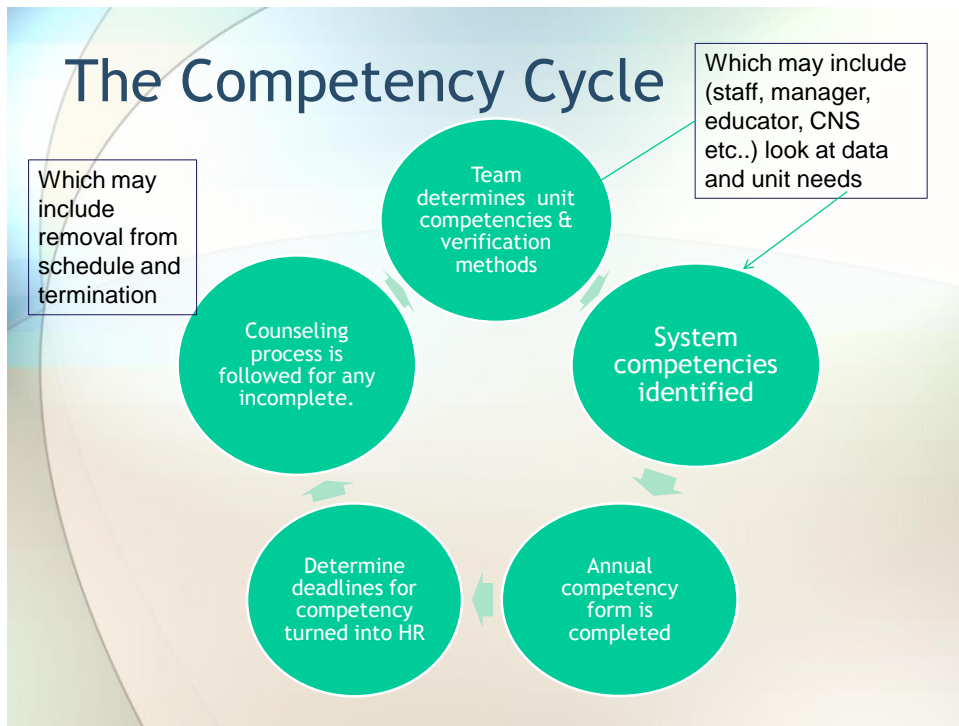 The Competency Cycle
Which may include
(staff, manager,
educator, CNS
etc..) look at data
and unit needs
Which may
include
removal from
schedule and
termination
Team
determines unit
competencies &
verification
methods
System
competencies
identified
Annual
competency
form is
completed
Determine
deadlines for
competency
turned into HR
Counseling
process is
followed for any
incomplete.